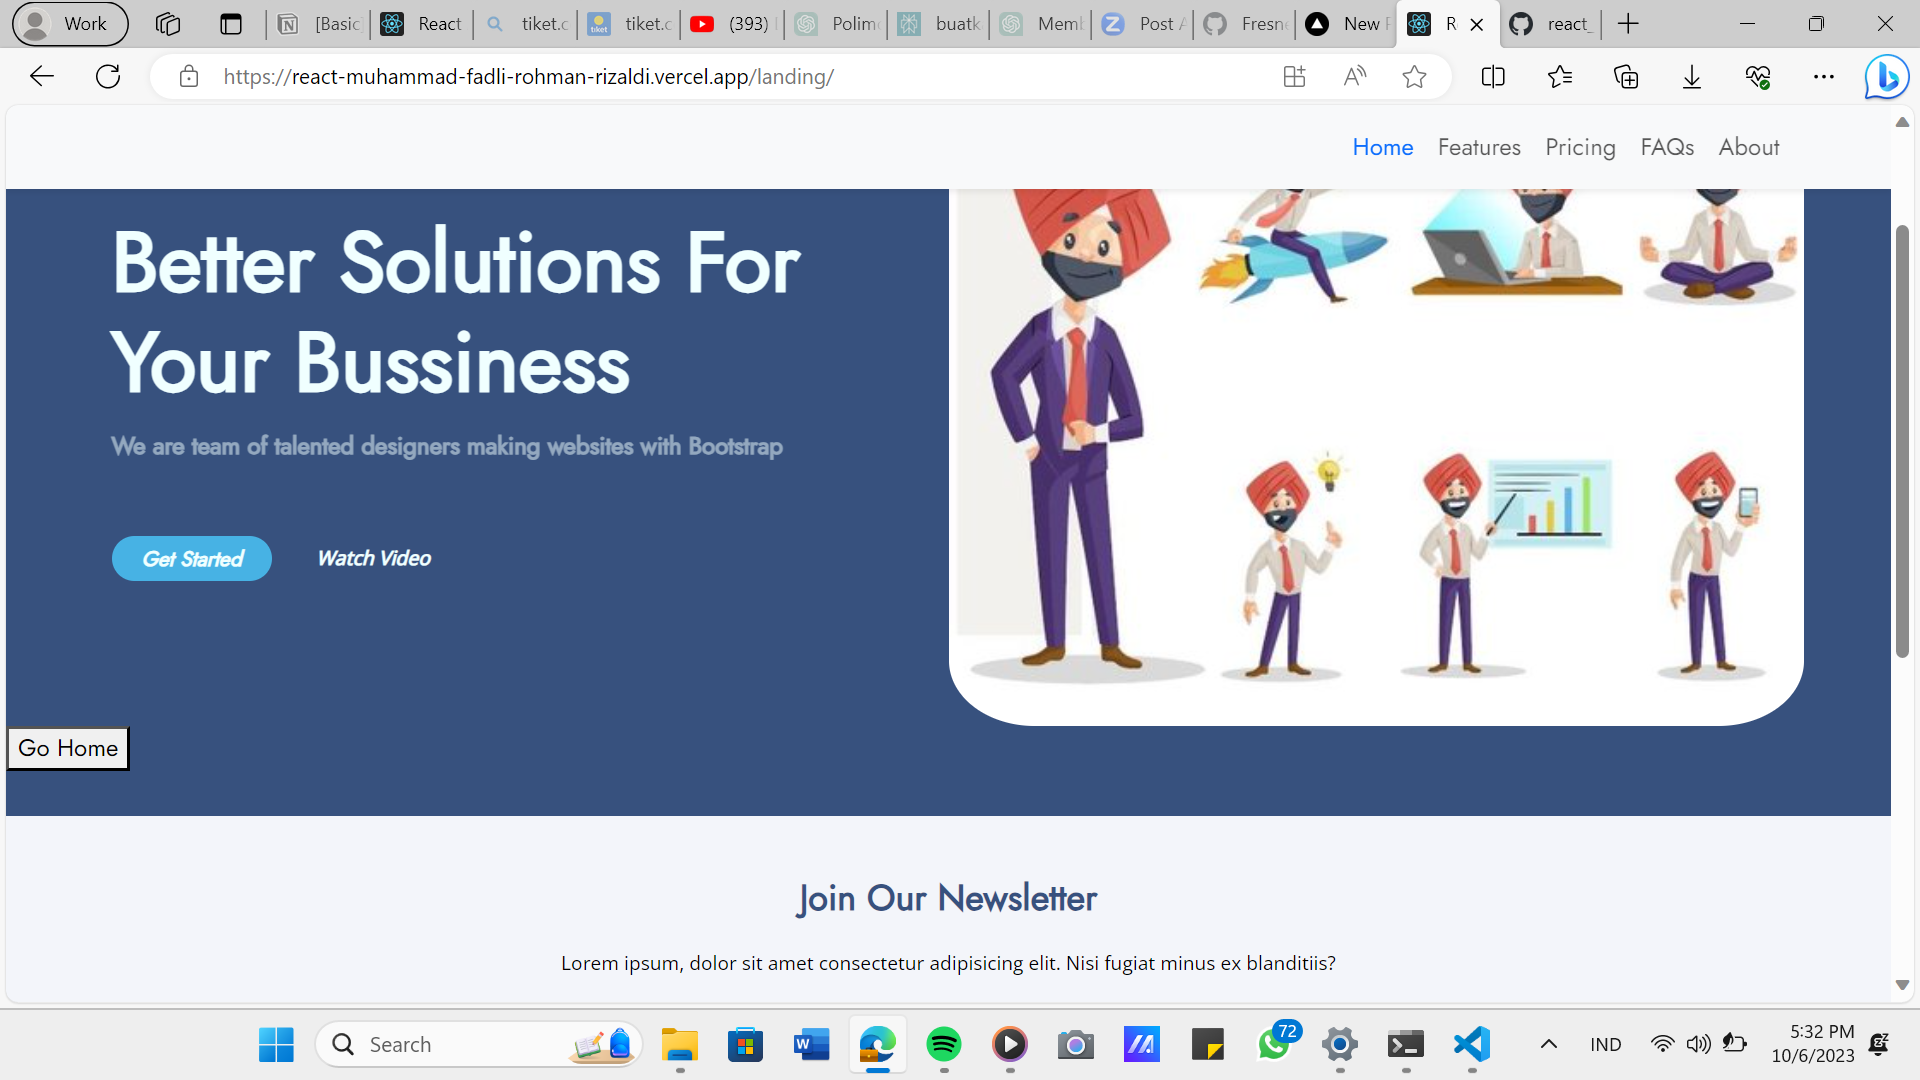 Work
[Basic
React
tiket.c
tiket.c
(393)
Polim
buatk
Memb
Post A
Fresne
New
R
react_
https://react-muhammad-fadli-rohman-rizaldi.vercel.app/landing/
Home Features Pricing FAQs About
Better Solutions For
Your Bussiness
We are team of talented designers making websites with Bootstrap
Get Started Watch Video
Go Home
Join Our Newsletter
Lorem ipsum, dolor sit amet consectetur adipisicing elit. Nisi fugiat minus ex blanditiis?
Search
72
IND
5:32 PM
10/6/2023